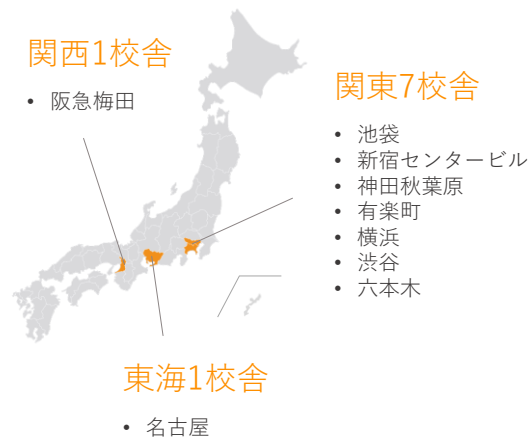 関西1校舎
• 阪急梅田
関東7校舎
• 池袋
• 新宿センタービル
• 神田秋葉原
• 有楽町
• 横浜
• 渋谷
• 六本木
東海1校舎
• 名古屋